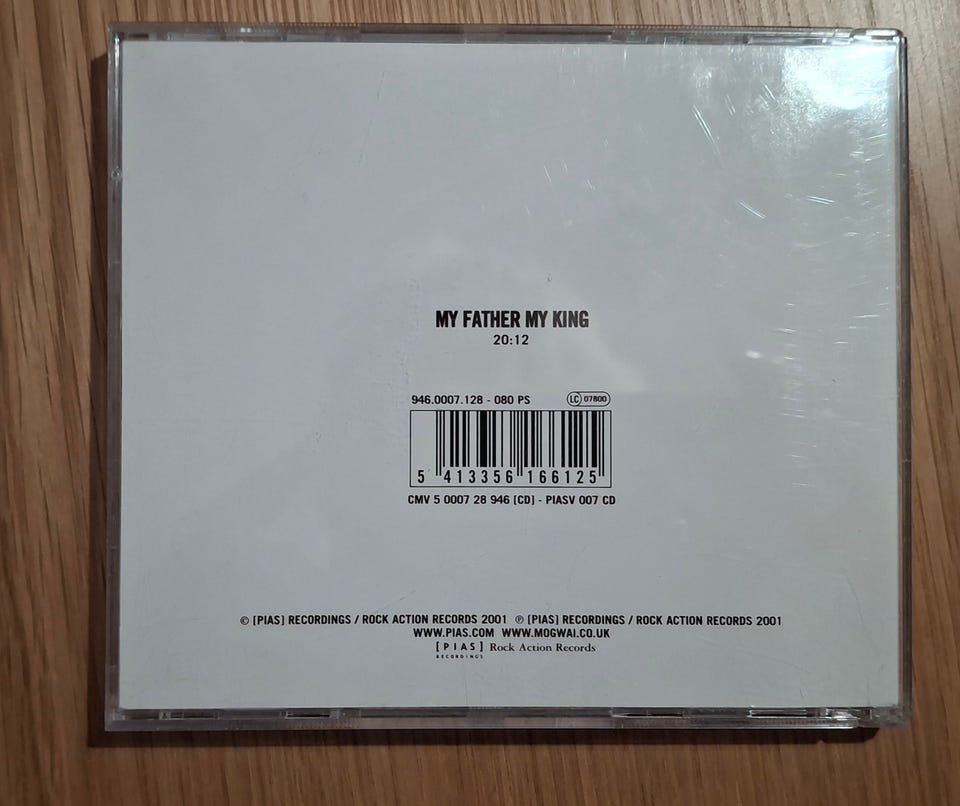 MY FATHER MY KING
20:12
946.0007.128 - 080 PS LC 07800
5 413356 166125
CMV 5 0007 28 946 [CD] - PIASV 007 CD
© [PIAS] RECORDINGS / ROCK ACTION RECORDS 2001 ℗ [PIAS] RECORDINGS / ROCK ACTION RECORDS 2001
WWW.PIAS.COM WWW.MOGWAI.CO.UK
[PIAS] Rock Action Records
RECORDINGS